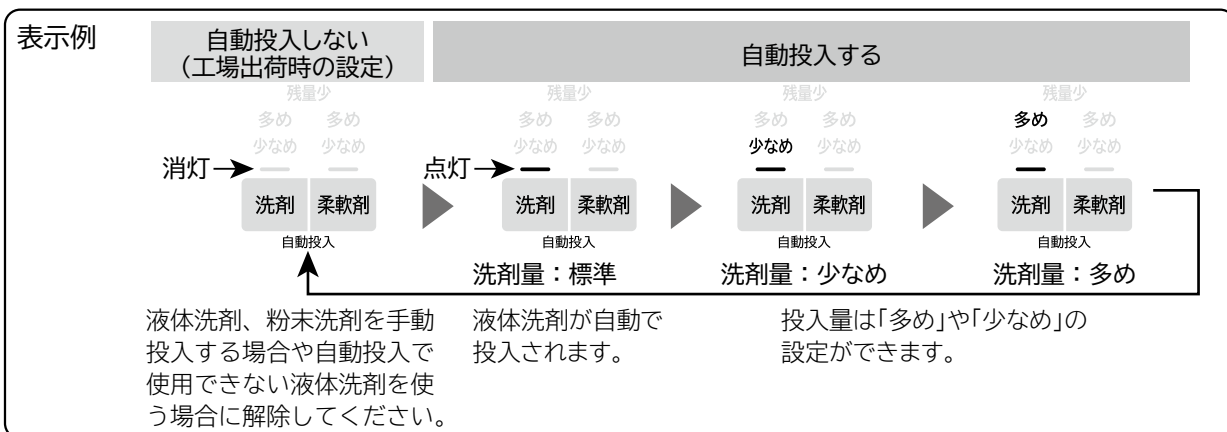 表示例
自動投入しない
（工場出荷時の設定）
自動投入する
残量少
多め 多め
少なめ 少なめ
消灯
洗剤 柔軟剤
自動投入
残量少
多め 多め
少なめ 少なめ
点灯
洗剤 柔軟剤
自動投入
洗剤量：標準
残量少
多め 多め
少なめ 少なめ
洗剤 柔軟剤
自動投入
洗剤量：少なめ
残量少
多め 多め
少なめ 少なめ
洗剤 柔軟剤
自動投入
洗剤量：多め
液体洗剤、粉末洗剤を手動
投入する場合や自動投入で
使用できない液体洗剤を使
う場合に解除してください。
液体洗剤が自動で
投入されます。
投入量は「多め」や「少なめ」の
設定ができます。